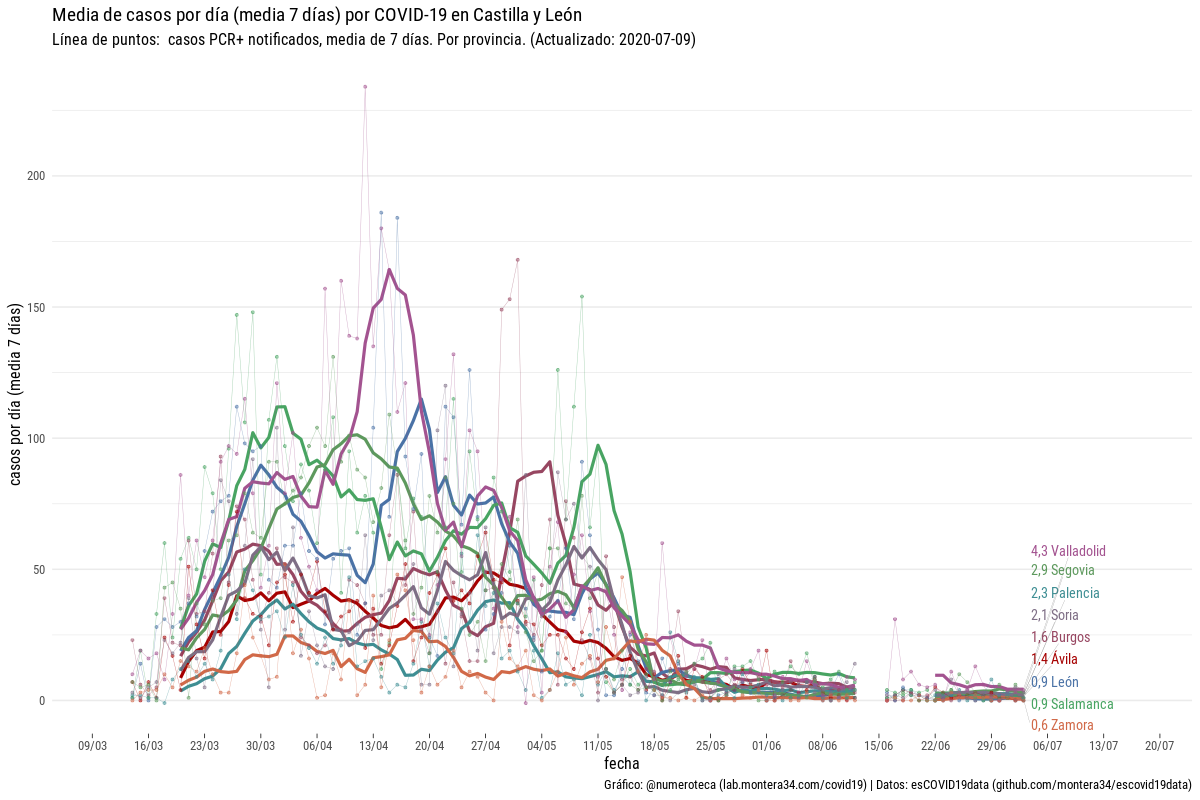 Media de casos por día (media 7 días) por COVID-19 en Castilla y León
Línea de puntos:  casos PCR+ notificados, media de 7 días. Por provincia. (Actualizado: 2020-07-09)
casos por día (media 7 días)
200
150
100
50
0
4,3 Valladolid
2,9 Segovia
2,3 Palencia
2,1 Soria
1,6 Burgos
1,4 Ávila
0,9 León
0,9 Salamanca
0,6 Zamora
09/03 16/03 23/03 30/03 06/04 13/04 20/04 27/04 04/05 11/05 18/05 25/05 01/06 08/06 15/06 22/06 29/06 06/07 13/07 20/07
fecha
Gráfico: @numeroteca (lab.montera34.com/covid19) | Datos: esCOVID19data (github.com/montera34/escovid19data)